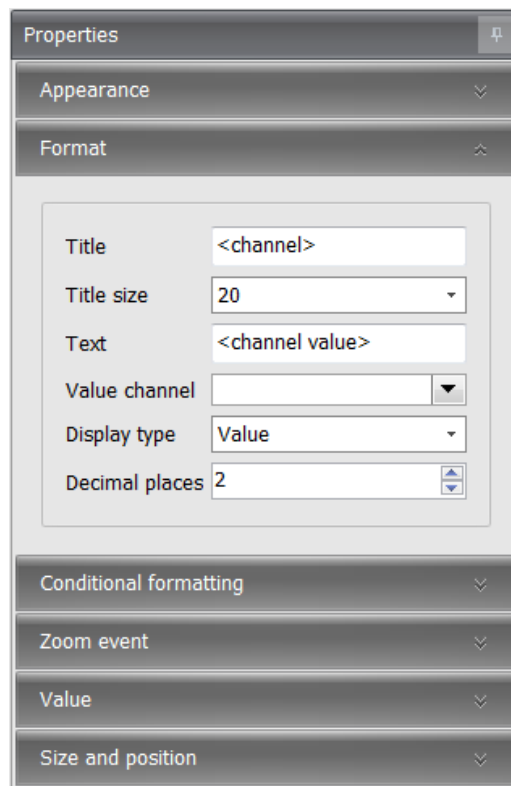 Properties
Appearance
Format
Title <channel>
Title size 20
Text <channel value>
Value channel
Display type Value
Decimal places 2
Conditional formatting
Zoom event
Value
Size and position